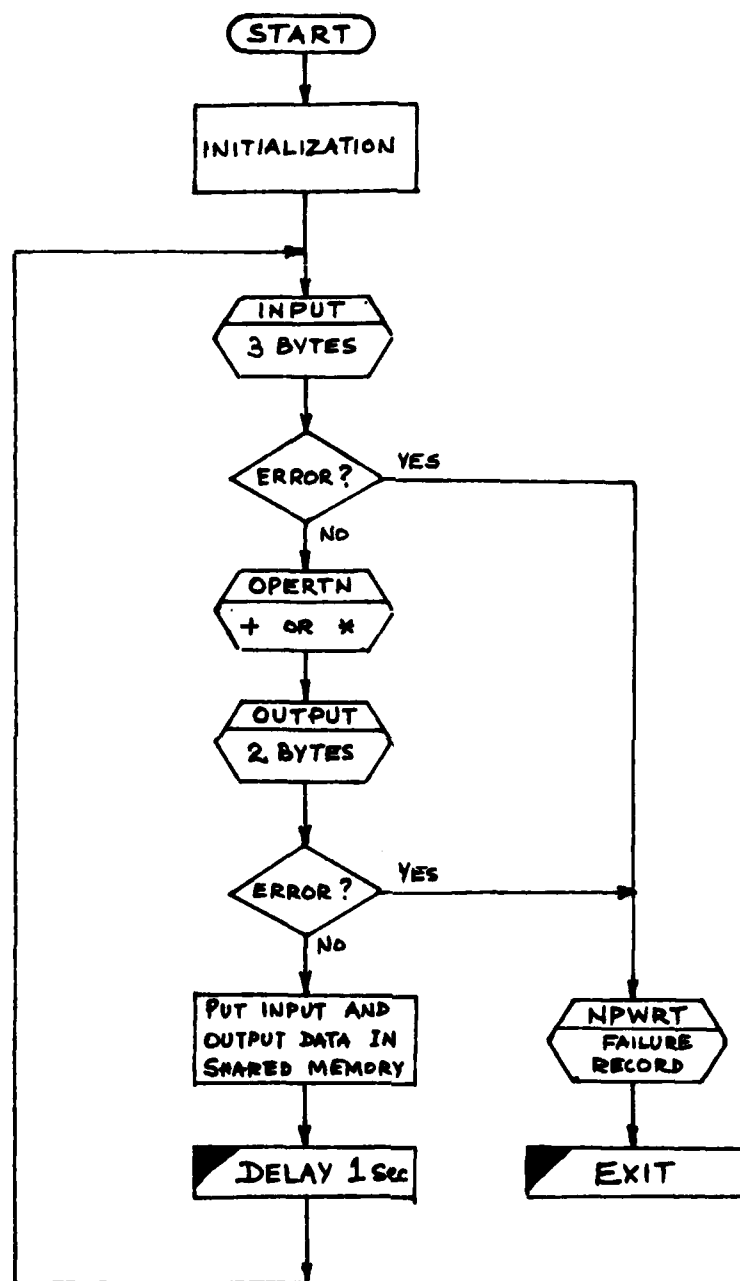 START
INITIALIZATION
INPUT
3 BYTES
ERROR?
YES
NO
OPERTN
+ OR *
OUTPUT
2 BYTES
ERROR?
YES
NO
PUT INPUT AND
OUTPUT DATA IN
SHARED MEMORY
NPWRT
FAILURE
RECORD
DELAY 1 Sec
EXIT